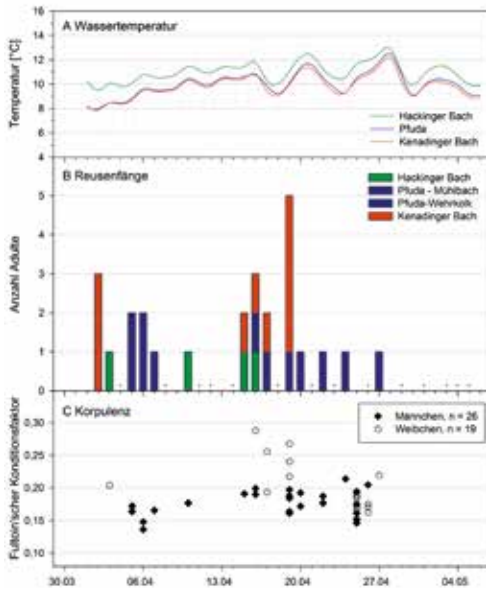 A Wassertemperatur
Temperatur [°C]
16
14
12
10
8
6
4
Hackinger Bach
Pfuda
Kenadinger Bach
B Reusenfänge
Anzahl Adulte
5
4
3
2
1
0
Hackinger Bach
Pfuda - Mühlbach
Pfuda-Wehrkolk
Kenadinger Bach
C Korpulenz
Fulton'scher Konditionsfaktor
0,30
0,25
0,20
0,15
0,10
Männchen, n = 26
Weibchen, n = 19
30.03
06.04
13.04
20.04
27.04
04.05